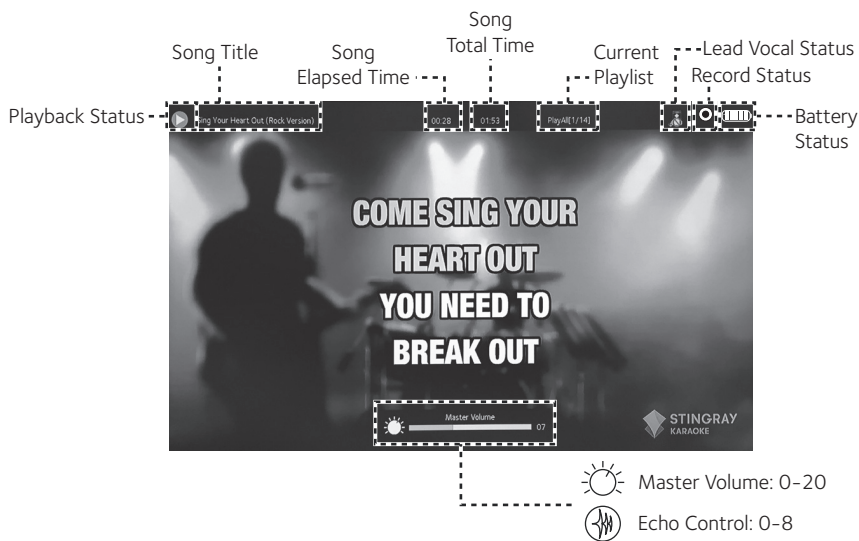 Song
Total Time
Song Title
Song
Elapsed Time
Current
Playlist
Lead Vocal Status
Record Status
Playback Status
Battery
Status
ing Your Heart Out (Rock Version)
00:28
01:53
PlayAll[1/14]
COME SING YOUR
HEART OUT
YOU NEED TO
BREAK OUT
Master Volume
07
STINGRAY
KARAOKE
Master Volume: 0-20
Echo Control: 0-8